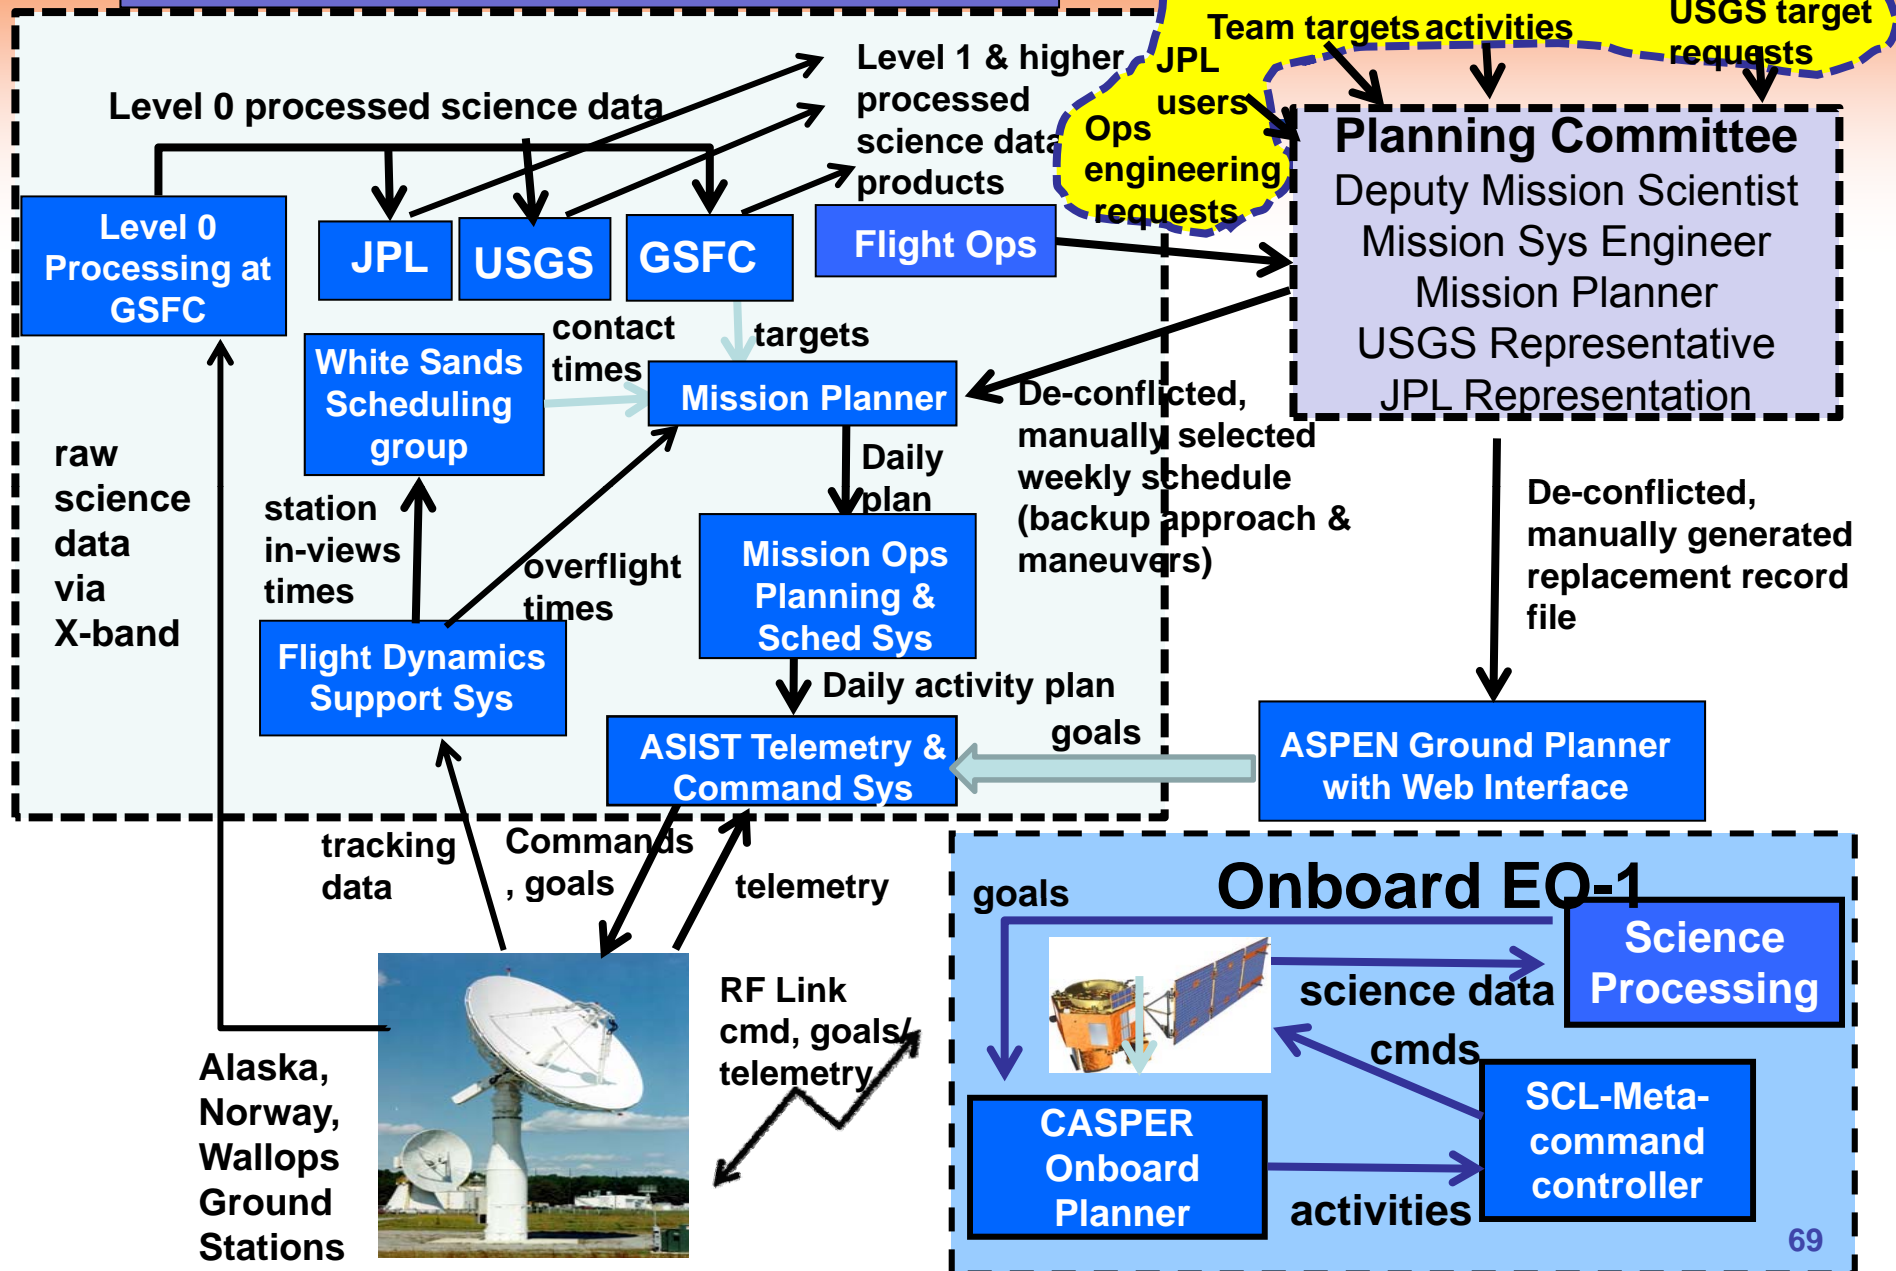 Team targets activities
USGS target
requests
JPL
users
Ops
engineering
requests
Level 1 & higher
processed
science data
products
Level 0 processed science data
Planning Committee
Deputy Mission Scientist
Mission Sys Engineer
Mission Planner
USGS Representative
JPL Representation
Level 0
Processing at
GSFC
JPL
USGS
GSFC
Flight Ops
contact
times
targets
White Sands
Scheduling
group
Mission Planner
De-conflicted,
manually selected
weekly schedule
(backup approach &
maneuvers)
raw
science
data
via
X-band
station
in-views
times
overflight
times
Daily
plan
Mission Ops
Planning &
Sched Sys
De-conflicted,
manually generated
replacement record
file
Flight Dynamics
Support Sys
Daily activity plan
ASIST Telemetry &
Command Sys
goals
ASPEN Ground Planner
with Web Interface
tracking
data
Commands
, goals
telemetry
RF Link
cmd, goals/
telemetry
Alaska,
Norway,
Wallops
Ground
Stations
Onboard EO-1
goals
Science
Processing
science data
cmds
CASPER
Onboard
Planner
activities
SCL-Meta-
command
controller
69